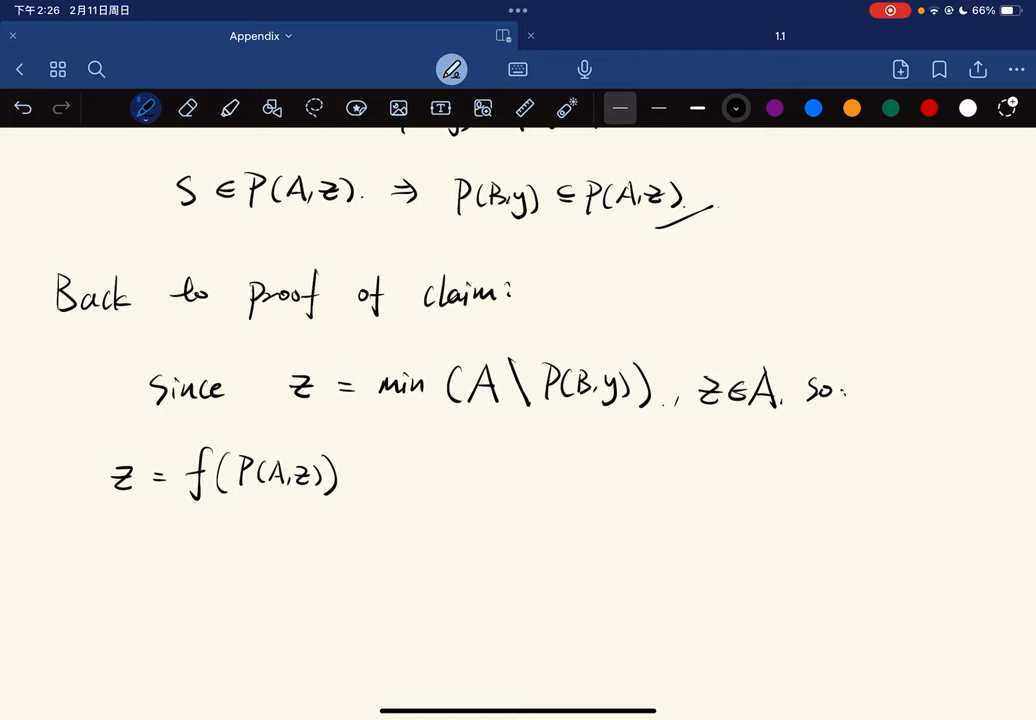 下午2:26 2月11日周日
66%
Appendix
1.1
S ∈ P(A,z). ⇒ P(B,y) ⊆ P(A,z).
Back to proof of claim:
since z = min (A \ P(B,y))., z∈A. so:
z = f(P(A,z))